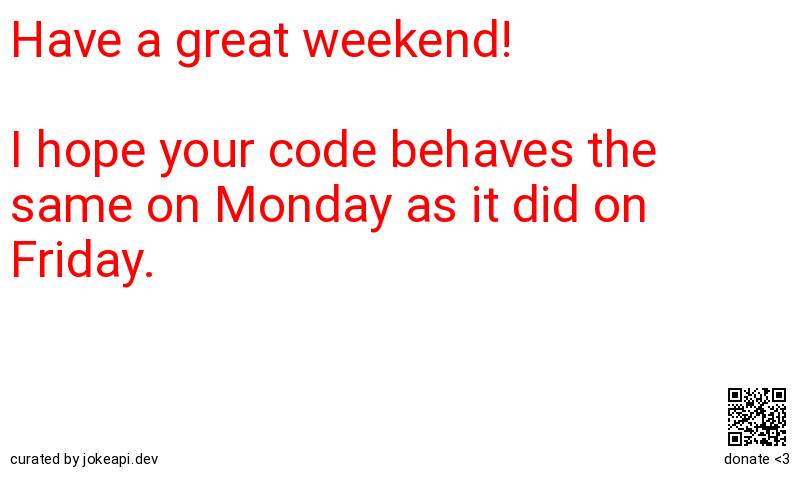 Have a great weekend!
I hope your code behaves the
same on Monday as it did on
Friday.
curated by jokeapi.dev
donate <3